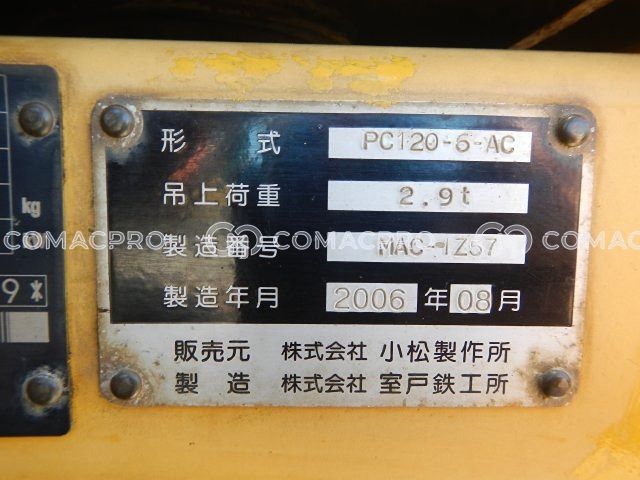 形式 PC120-6-AC
吊上荷重 2.9t
kg
COMACPRO COMACPRO COMACPRO
製造番号 MAC-1Z57
9
製造年月 2006年08月
販売元 株式会社 小松製作所
製造 株式会社 室戸鉄工所